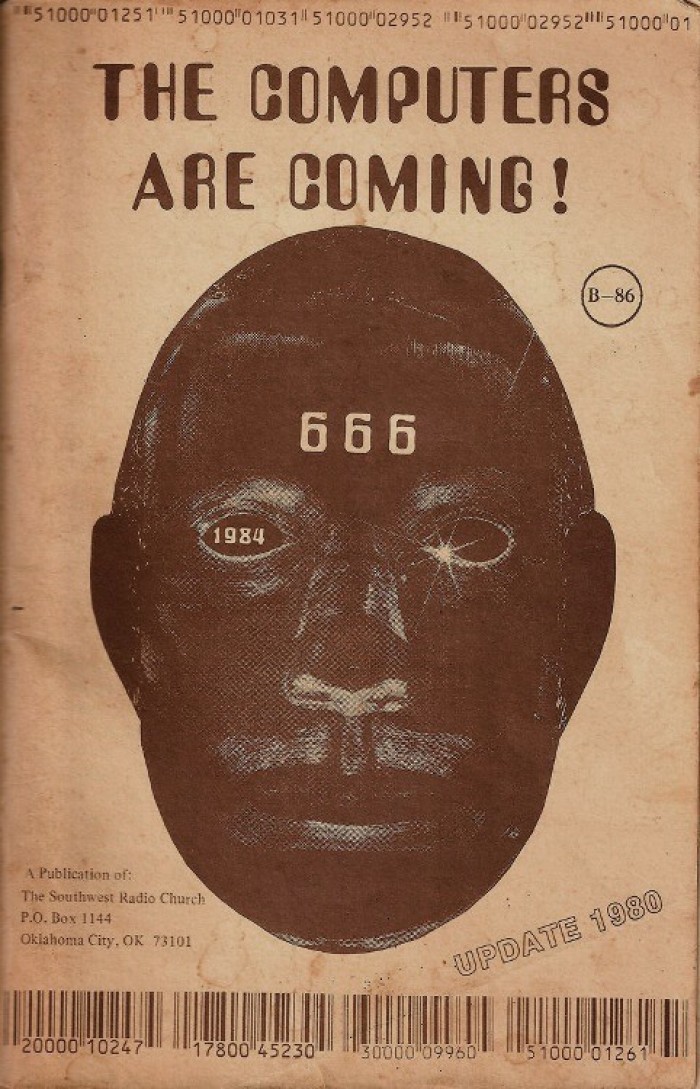 51000 01251 51000 01031 51000 02952 51000 02952 51000 01
THE COMPUTERS
ARE COMING!
B-86
666
1984
A Publication of:
The Southwest Radio Church
P.O. Box 1144
Oklahoma City, OK 73101
UPDATE 1980
20000 10247 17800 45230 30000 09960 51000 01261